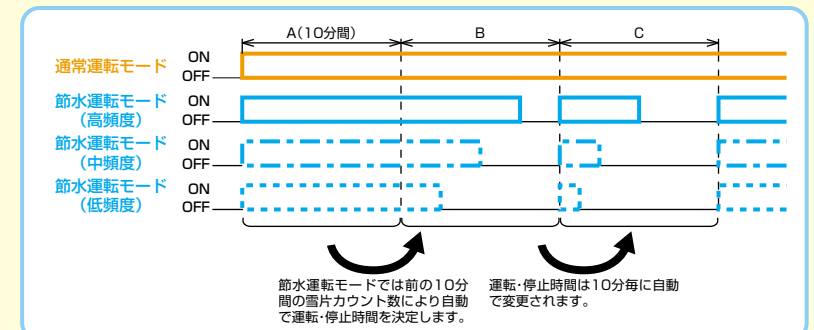 A(10分間)
B
C
通常運転モード
ON
OFF
節水運転モード
(高頻度)
ON
OFF
節水運転モード
(中頻度)
ON
OFF
節水運転モード
(低頻度)
ON
OFF
節水運転モードでは前の10分
間の雪片カウント数により自動
で運転・停止時間を決定します。
運転・停止時間は10分毎に自動
で変更されます。